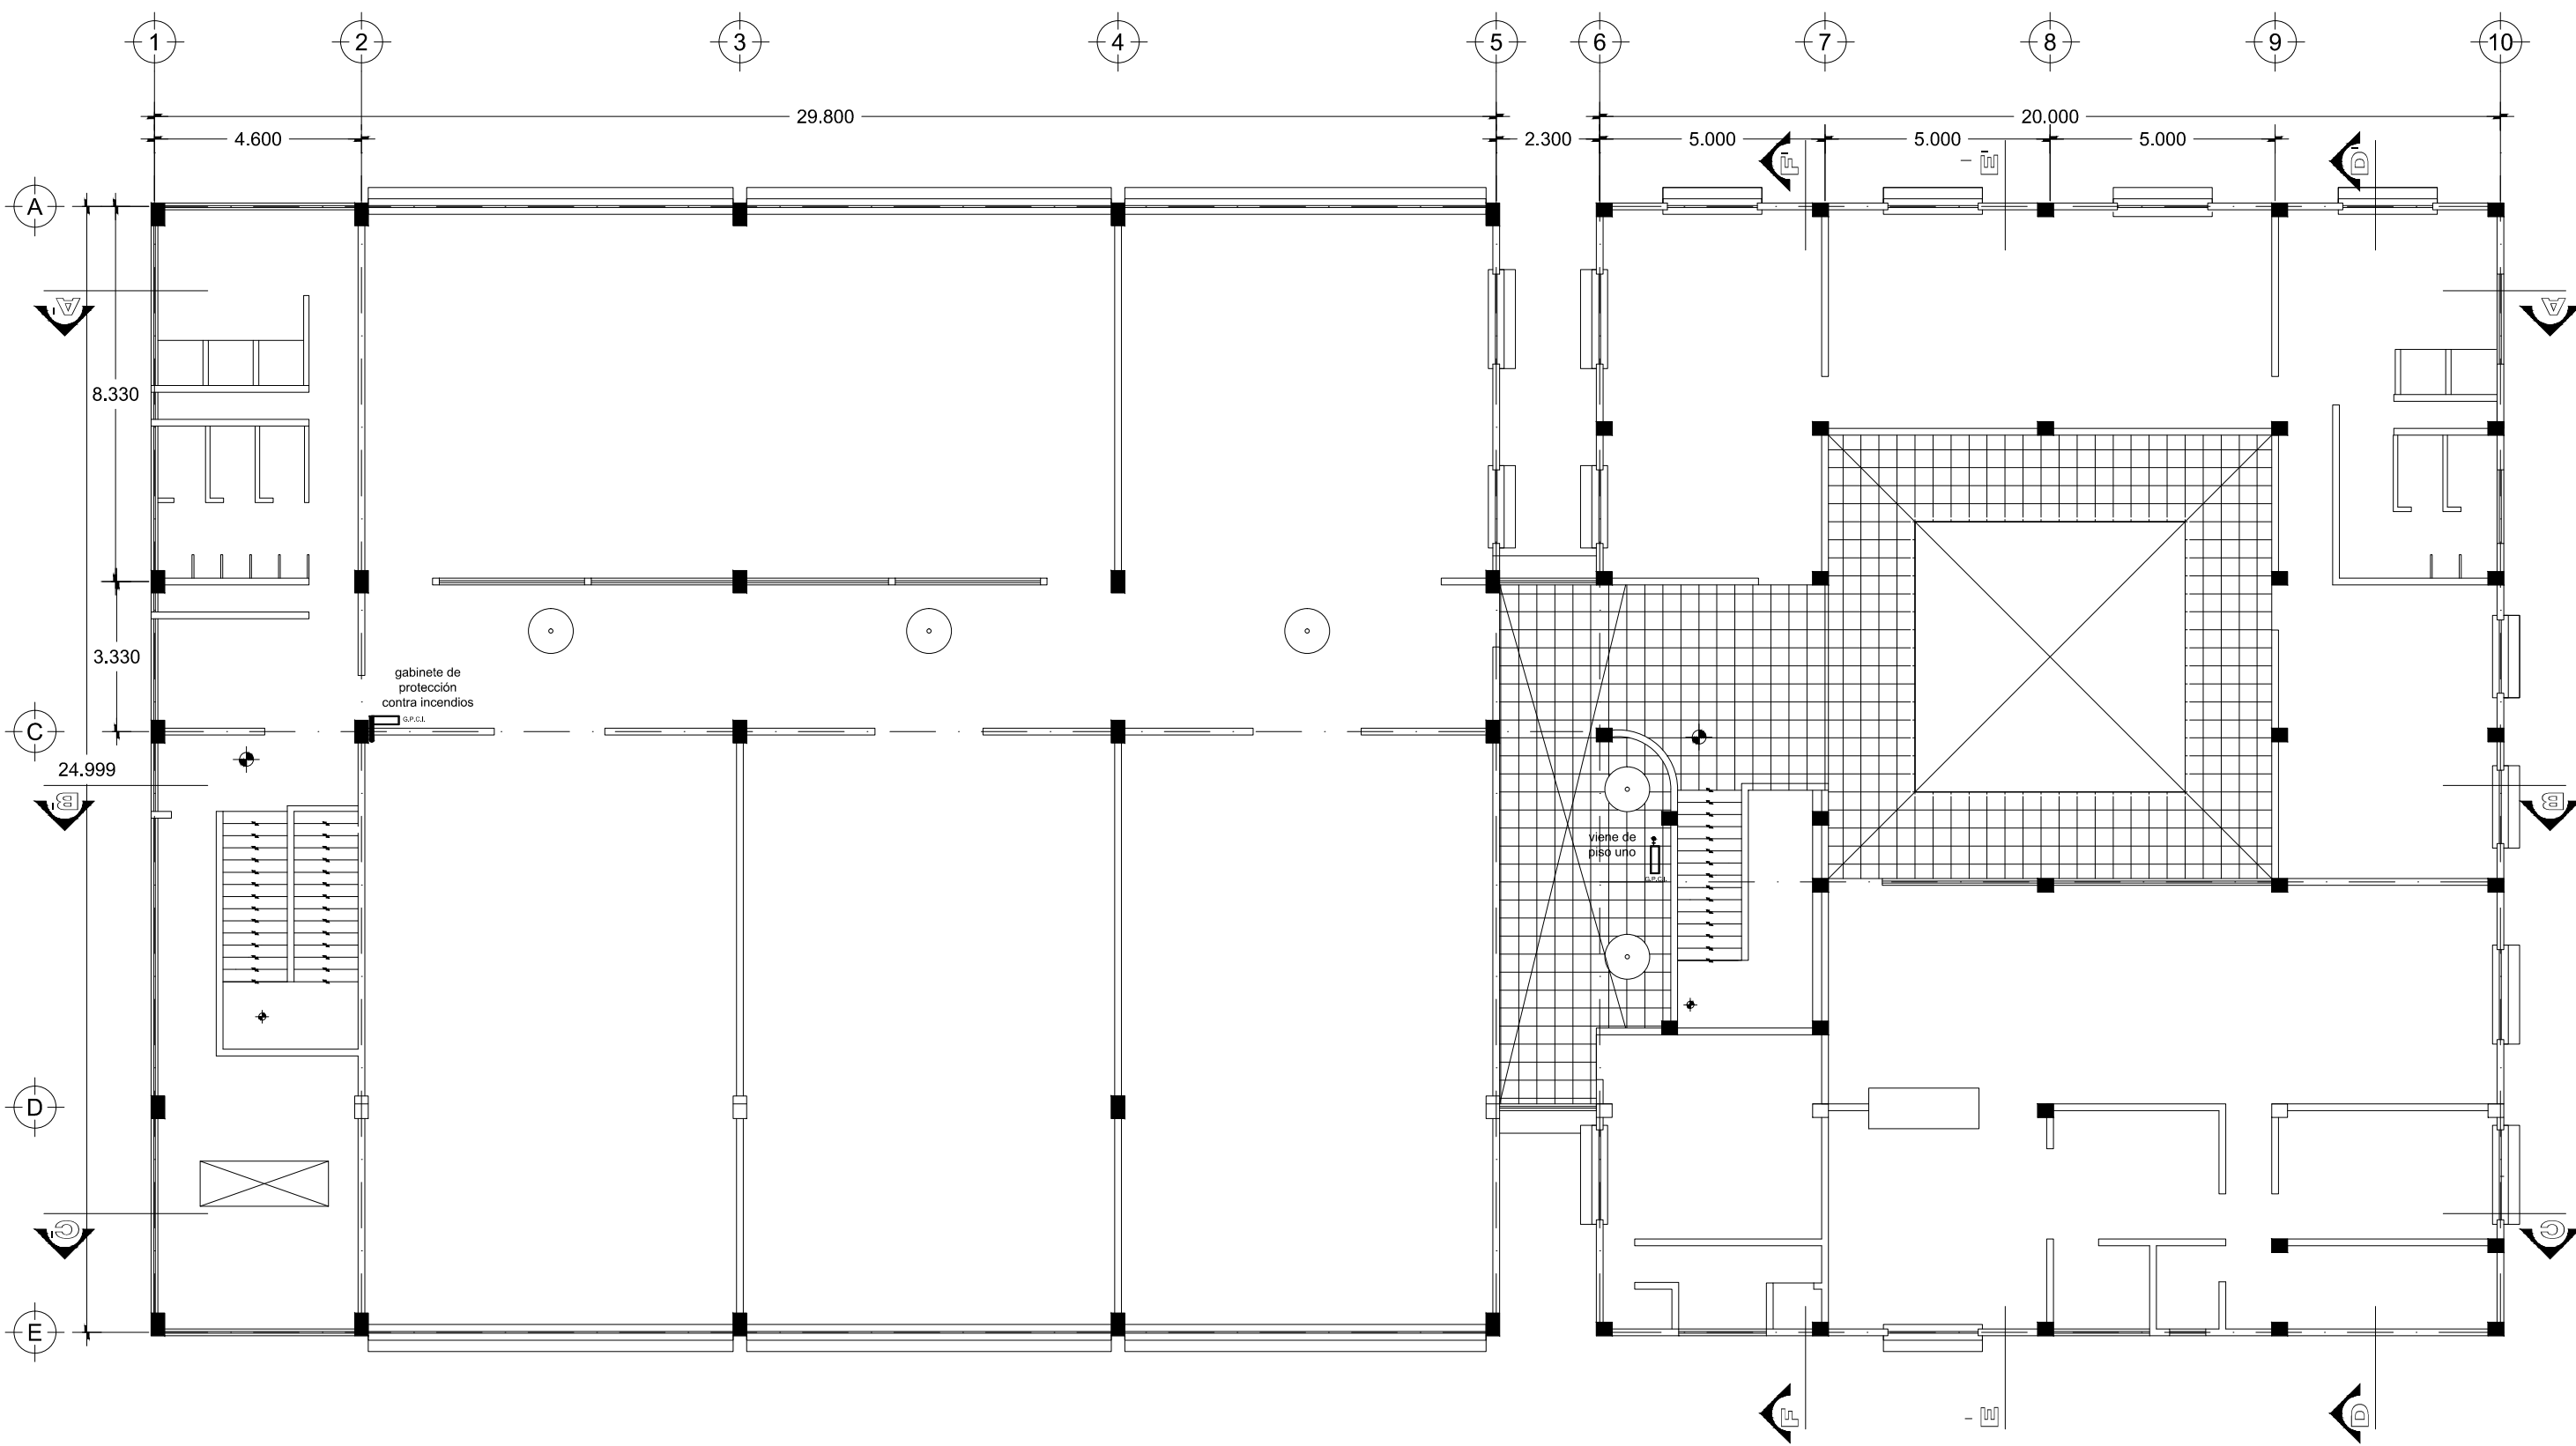 1 2 3 4 5 6 7 8 9 10
29.800 20.000
4.600 2.300 5.000 5.000 5.000
F' E' D'
A
A' A
8.330
3.330
gabinete de
protección
contra incendios
G.P.C.I.
C
24.999
B' B
viene de
piso uno
G.P.C.I.
D
C' C
E
F E D